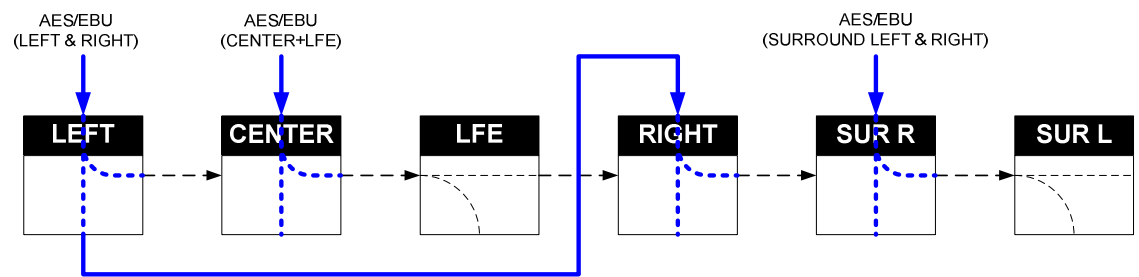 AES/EBU
(LEFT & RIGHT)
AES/EBU
(CENTER+LFE)
AES/EBU
(SURROUND LEFT & RIGHT)
LEFT
CENTER
LFE
RIGHT
SUR R
SUR L